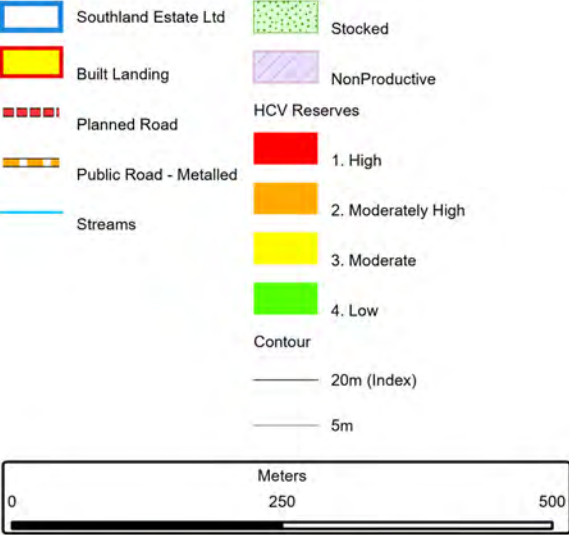 Southland Estate Ltd
Built Landing
Planned Road
Public Road - Metalled
Streams
Stocked
NonProductive
HCV Reserves
1. High
2. Moderately High
3. Moderate
4. Low
Contour
20m (Index)
5m
Meters
0 250 500